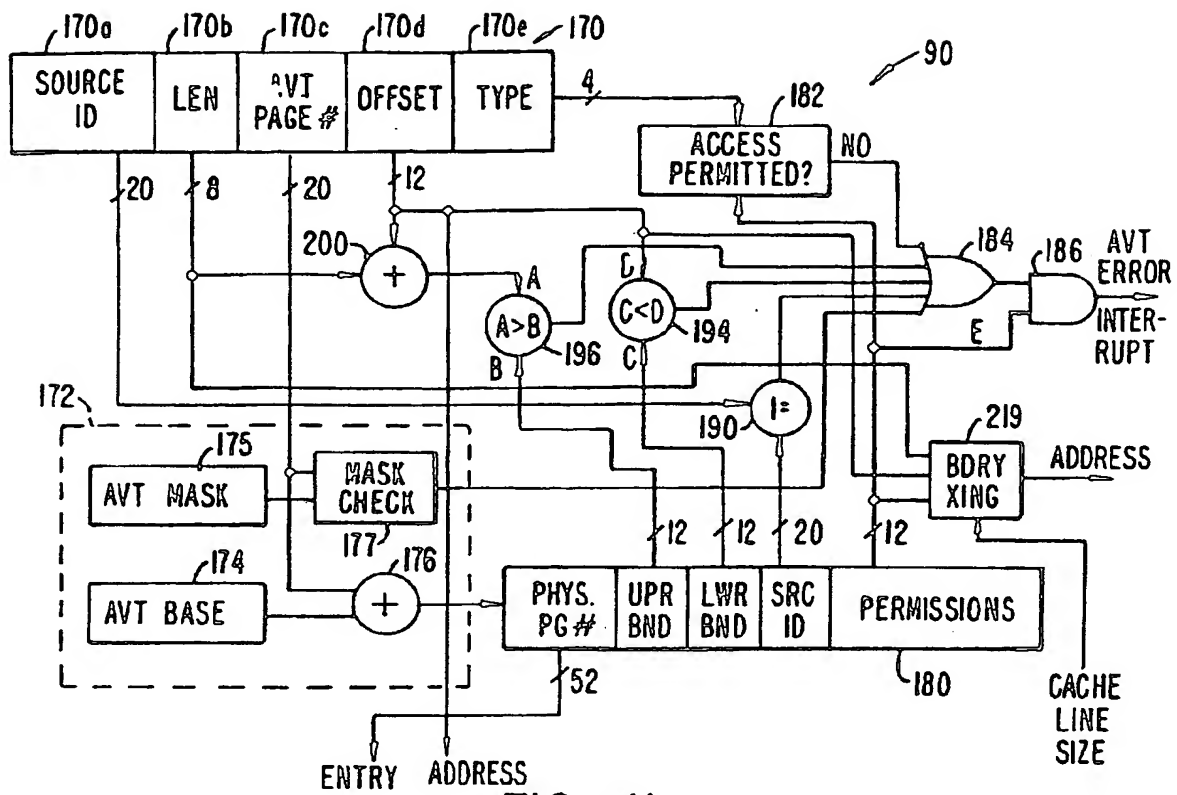 170a 170b 170c 170d 170e 170
90
SOURCE ID
LEN
AVT PAGE #
OFFSET
TYPE
4
182
ACCESS PERMITTED?
NO
20
8
20
12
200
+
A
A>B
196
B
D
C<D
194
C
184
186
AVT ERROR INTER-RUPT
E
172
175
AVT MASK
MASK CHECK
177
190
219
BDRY XING
ADDRESS
174
AVT BASE
176
+
12
12
20
12
PHYS. PG #
UPR BND
LWR BND
SRC ID
PERMISSIONS
52
180
CACHE LINE SIZE
ENTRY
ADDRESS